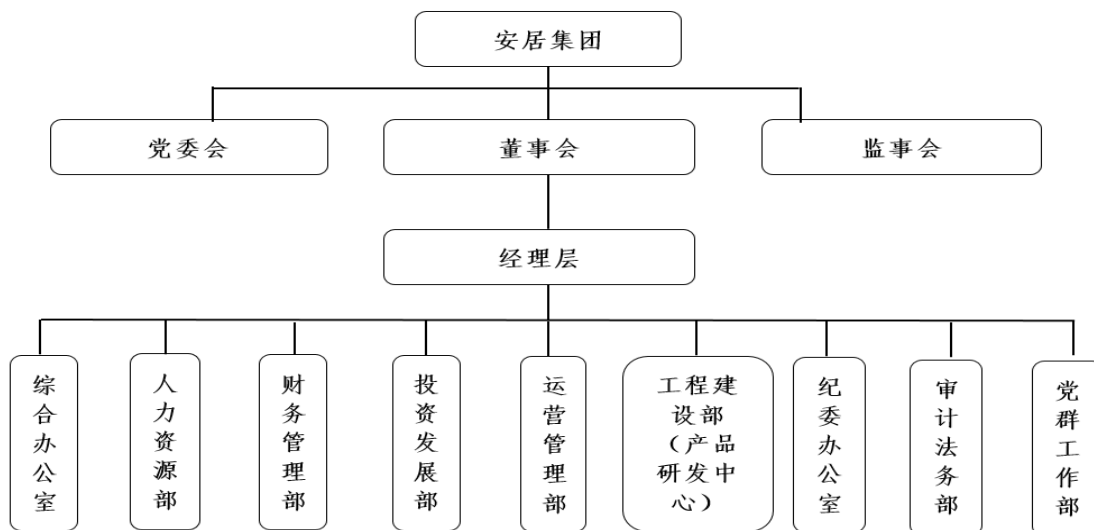 安居集团
党委会
董事会
监事会
经理层
综合办公室
人力资源部
财务管理部
投资发展部
运营管理部
工程建
设部
（产品
研发中
心）
纪委办公室
审计法务部
党群工作部